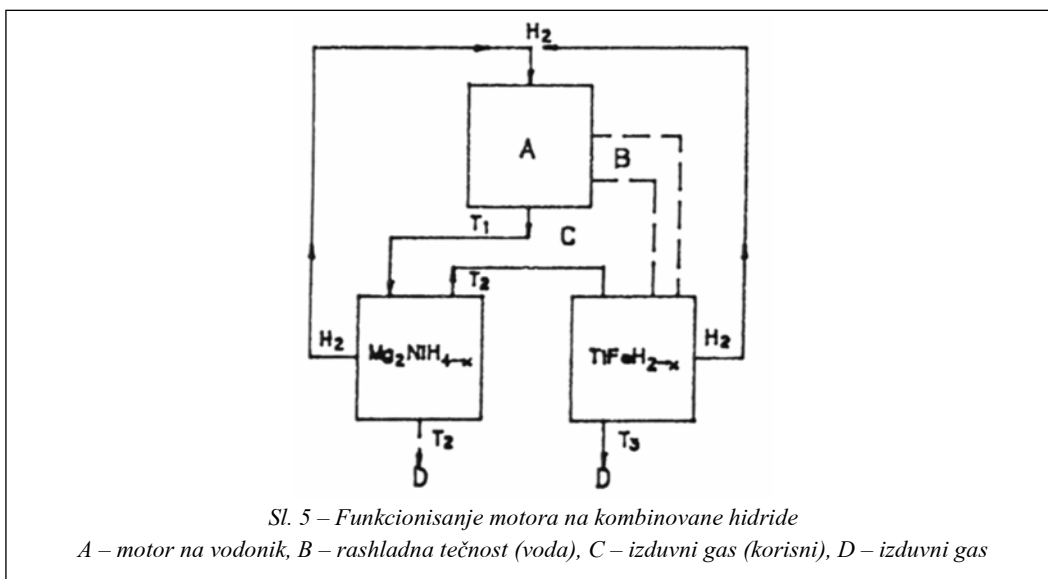 H₂
A
B
T₁
C
T₂
H₂
Mg₂NiH₄₋ₓ
TiFeH₂₋ₓ
H₂
T₂
T₃
D
D
Sl. 5 – Funkcionisanje motora na kombinovane hidride
A – motor na vodonik, B – rashladna tečnost (voda), C – izduvni gas (korisni), D – izduvni gas